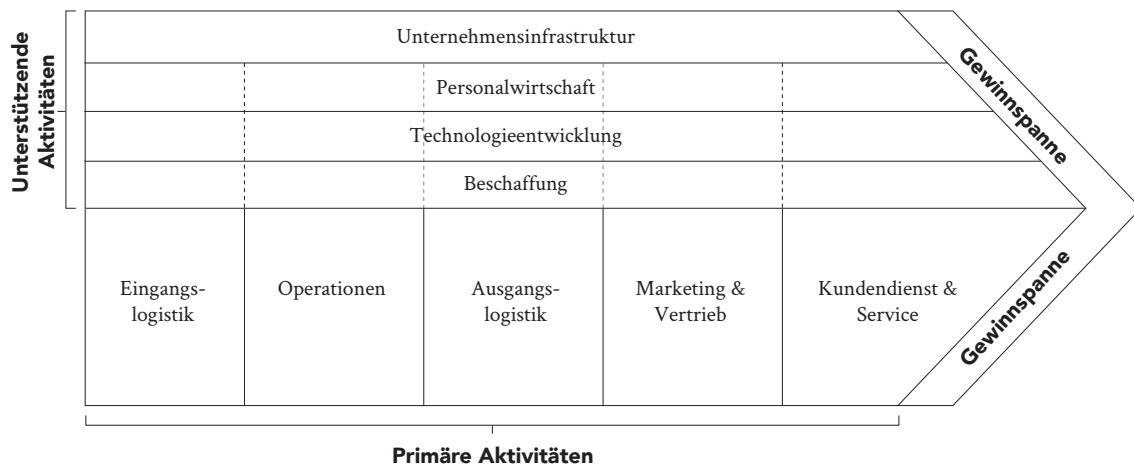 Unterstützende
Aktivitäten
Unternehmensinfrastruktur
Personalwirtschaft
Technologieentwicklung
Beschaffung
Gewinnspanne
Eingangs-
logistik
Operationen
Ausgangs-
logistik
Marketing &
Vertrieb
Kundendienst &
Service
Gewinnspanne
Primäre Aktivitäten